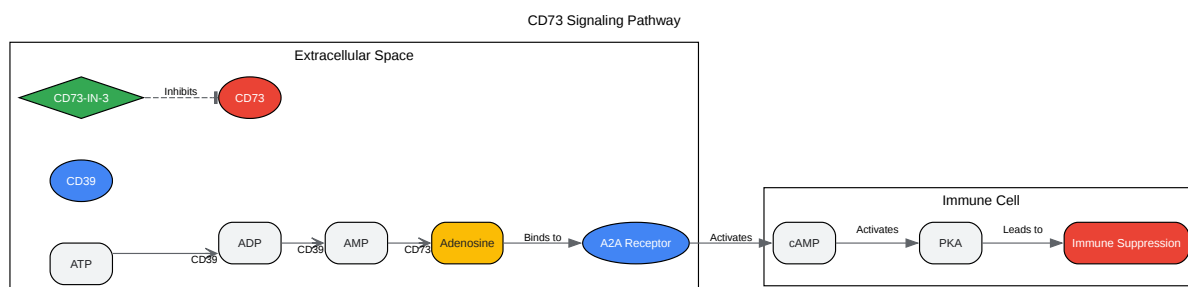 CD73 Signaling Pathway
Extracellular Space
CD73-IN-3
Inhibits
CD73
CD39
ATP
CD39
ADP
CD39
AMP
CD73
Adenosine
Binds to
A2A Receptor
Activates
Immune Cell
cAMP
Activates
PKA
Leads to
Immune Suppression